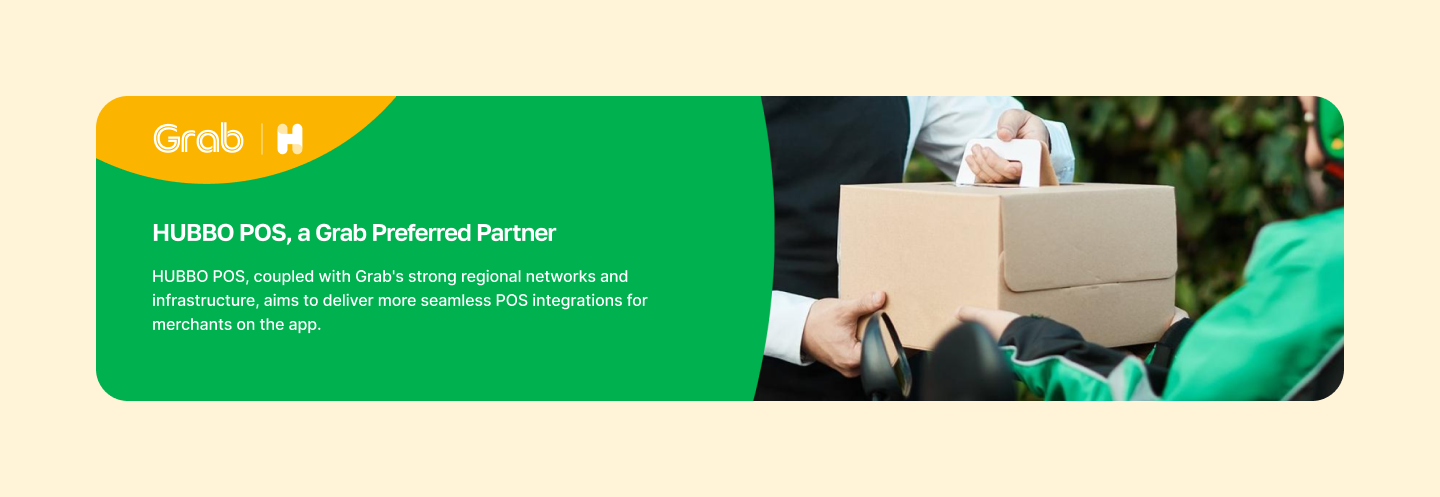 Grab H
HUBBO POS, a Grab Preferred Partner
HUBBO POS, coupled with Grab's strong regional networks and
infrastructure, aims to deliver more seamless POS integrations for
merchants on the app.